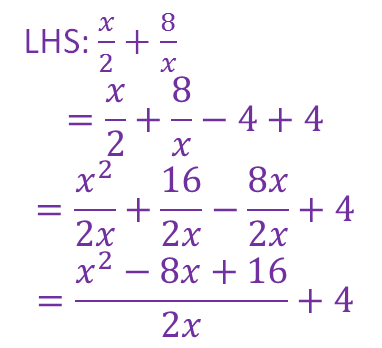 LHS: x/2 + 8/x
= x/2 + 8/x − 4 + 4
= x²/2x + 16/2x − 8x/2x + 4
= (x² − 8x + 16)/2x + 4